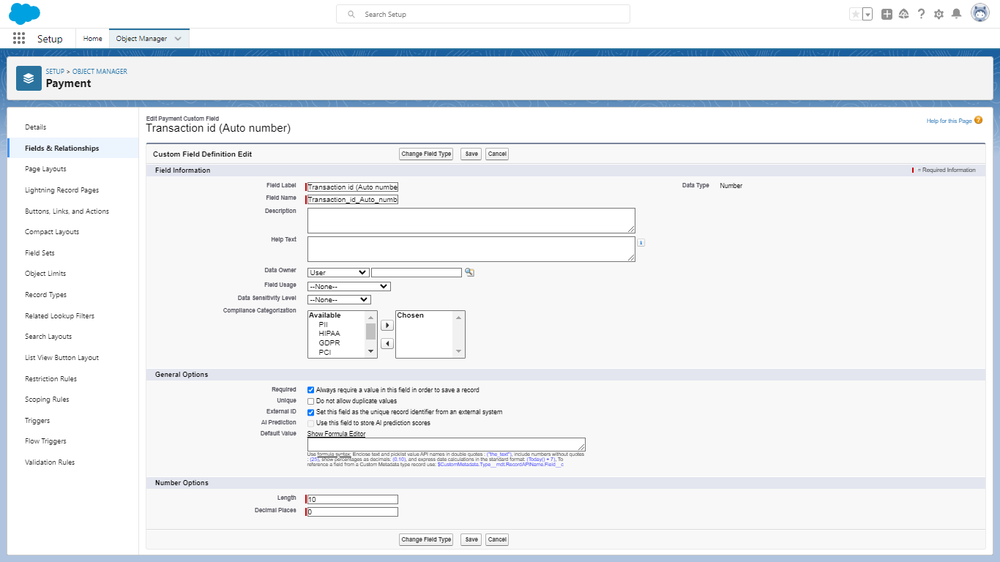 Search Setup
Setup
Home
Object Manager
SETUP > OBJECT MANAGER
Payment
Details
Fields & Relationships
Page Layouts
Lightning Record Pages
Buttons, Links, and Actions
Compact Layouts
Field Sets
Object Limits
Record Types
Related Lookup Filters
Search Layouts
List View Button Layout
Restriction Rules
Scoping Rules
Triggers
Flow Triggers
Validation Rules
Edit Payment Custom Field
Transaction id (Auto number)
Help for this Page
Custom Field Definition Edit
Change Field Type
Save
Cancel
Field Information
= Required Information
Field Label
Transaction id (Auto numbe
Data Type
Number
Field Name
Transaction_id_Auto_numb
Description
Help Text
i
Data Owner
User
Field Usage
--None--
Data Sensitivity Level
--None--
Compliance Categorization
Available
PII
HIPAA
GDPR
PCI
Chosen
General Options
Required
Always require a value in this field in order to save a record
Unique
Do not allow duplicate values
External ID
Set this field as the unique record identifier from an external system
AI Prediction
Use this field to store AI prediction scores
Default Value
Show Formula Editor
Use formula syntax: Enclose text and picklist value API names in double quotes : ("the_text"), include numbers without quotes
: (25), show percentages as decimals: (0.10), and express date calculations in the standard format: (Today() + 7), To
reference a field from a Custom Metadata type record use: $CustomMetadata.Type__mdt.RecordAPIName.Field__c
Number Options
Length
10
Decimal Places
0
Change Field Type
Save
Cancel